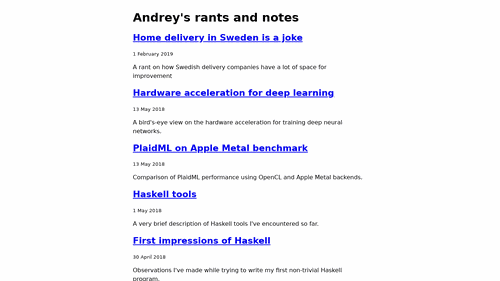 Andrey's rants and notes
Home delivery in Sweden is a joke
1 February 2019
A rant on how Swedish delivery companies have a lot of space for
improvement
Hardware acceleration for deep learning
13 May 2018
A bird's-eye view on the hardware acceleration for training deep neural
networks.
PlaidML on Apple Metal benchmark
13 May 2018
Comparison of PlaidML performance using OpenCL and Apple Metal backends.
Haskell tools
1 May 2018
A very brief description of Haskell tools I've encountered so far.
First impressions of Haskell
30 April 2018
Observations I've made while trying to write my first non-trivial Haskell
program.